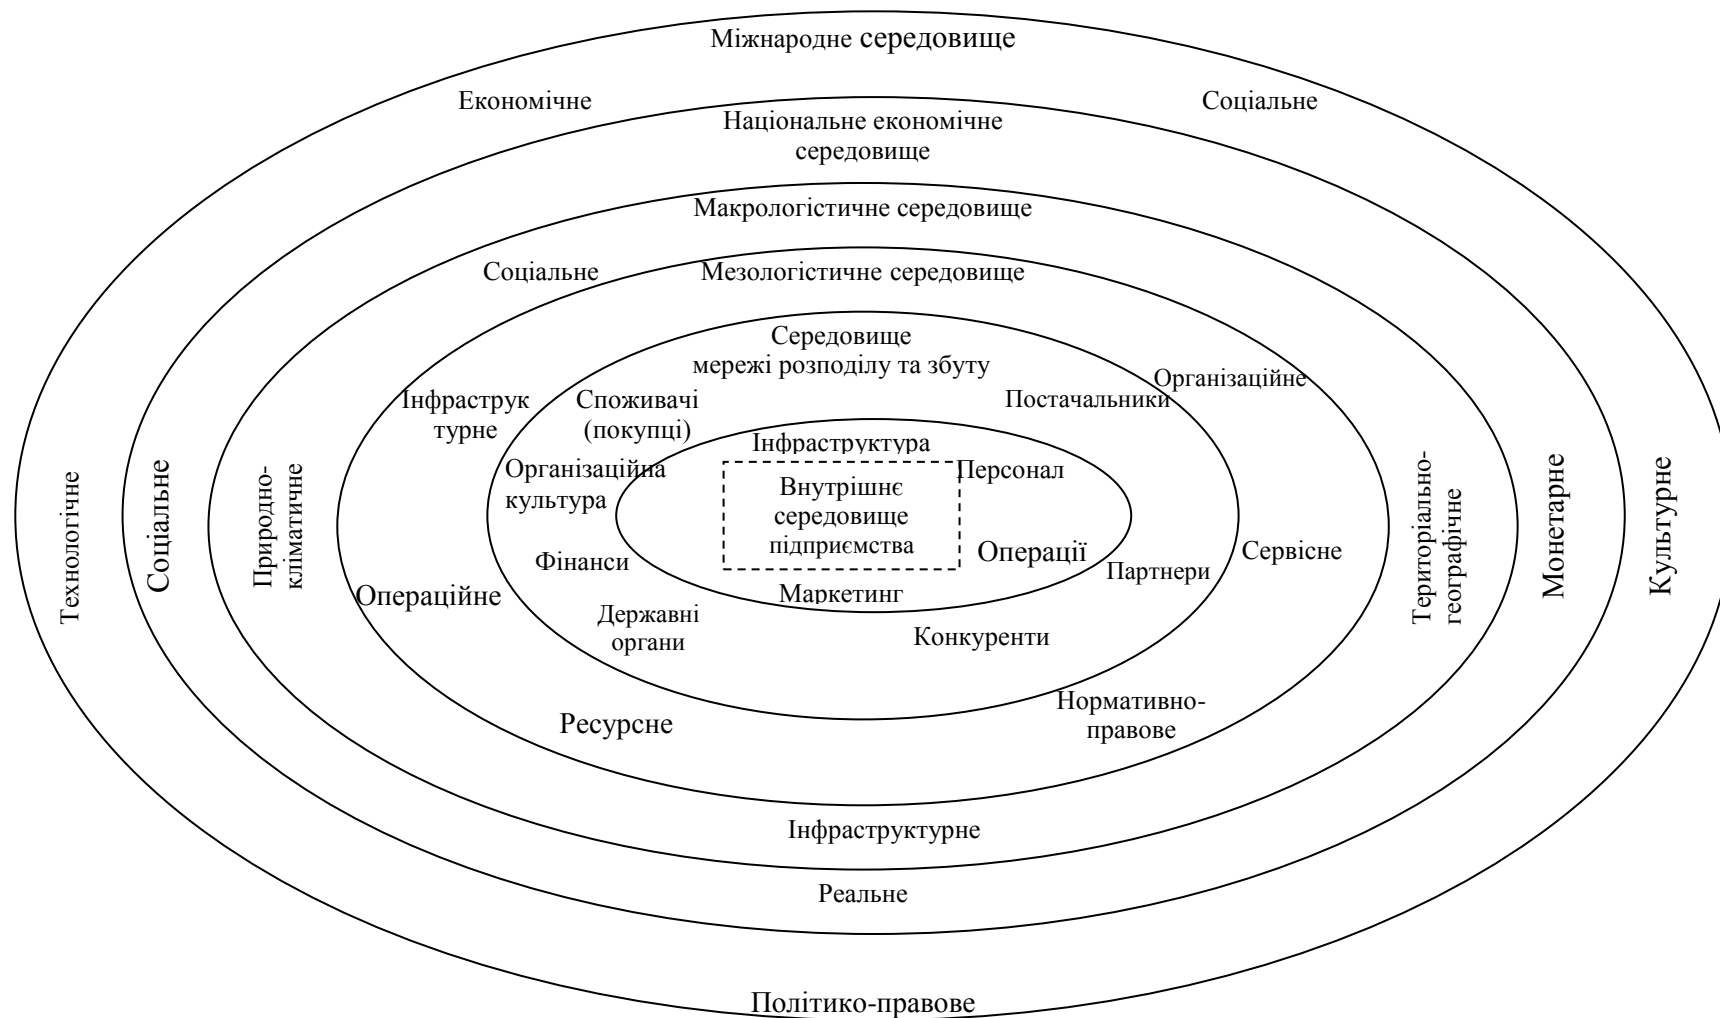 Міжнародне середовище
Економічне
Соціальне
Національне економічне
середовище
Макрологістичне середовище
Соціальне
Мезологістичне середовище
Середовище
мережі розподілу та збуту
Організаційне
Інфраструк
турне
Споживачі
(покупці)
Постачальники
Інфраструктура
Організаційна
культура
Персонал
Внутрішнє
середовище
підприємства
Технологічне
Соціальне
Природно-
кліматичне
Територіально-
географічне
Монетарне
Культурне
Фінанси
Операції
Сервісне
Партнери
Операційне
Маркетинг
Державні
органи
Конкуренти
Ресурсне
Нормативно-
правове
Інфраструктурне
Реальне
Політико-правове